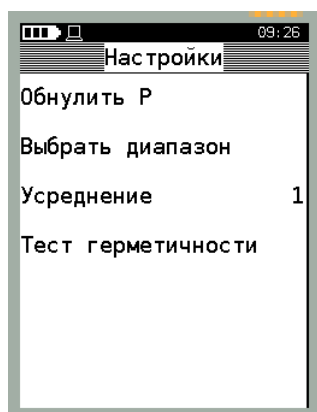 09:26
Настройки
Обнулить P
Выбрать диапазон
Усреднение 1
Тест герметичности